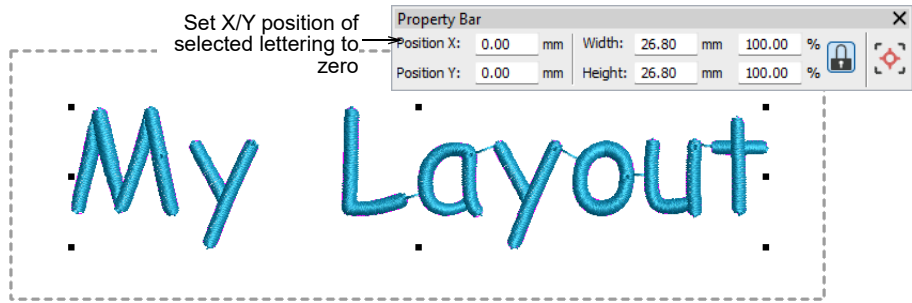 Set X/Y position of
selected lettering to
zero
Property Bar
Position X: 0.00 mm Width: 26.80 mm 100.00 %
Position Y: 0.00 mm Height: 26.80 mm 100.00 %
My Layout